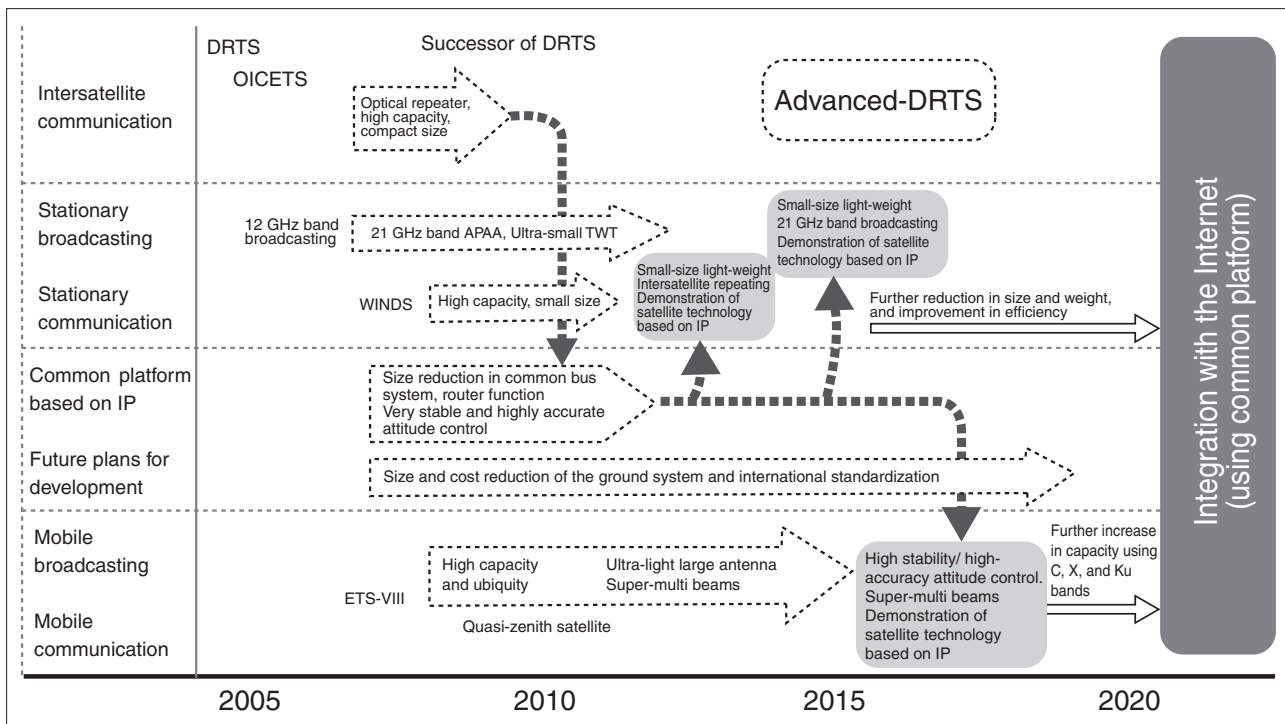 DRTS
Successor of DRTS
OICETS
Intersatellite
communication
Optical repeater,
high capacity,
compact size
Advanced-DRTS
Stationary
broadcasting
12 GHz band
broadcasting
21 GHz band APAA, Ultra-small TWT
Small-size light-weight
21 GHz band broadcasting
Demonstration of satellite
technology based on IP
Stationary
communication
WINDS
High capacity, small size
Small-size light-weight
Intersatellite repeating
Demonstration of
satellite technology
based on IP
Further reduction in size and weight,
and improvement in efficiency
Common platform
based on IP
Size reduction in common bus
system, router function
Very stable and highly accurate
attitude control
Future plans for
development
Size and cost reduction of the ground system and international standardization
Mobile
broadcasting
Mobile
communication
ETS-VIII
High capacity
and ubiquity
Ultra-light large antenna
Super-multi beams
Quasi-zenith satellite
High stability/ high-
accuracy attitude control.
Super-multi beams
Demonstration of
satellite technology
based on IP
Further increase
in capacity using
C, X, and Ku
bands
Integration with the Internet
(using common platform)
2005
2010
2015
2020